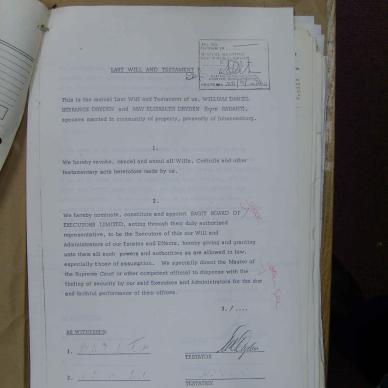 LAST WILL AND TESTAMENT
This is the mutual Last Will and Testament of us, WILLIAM DANIEL
DRYDEN and MAY ELIZABETH DRYDEN
spouses married in community of property, presently of Johannesburg.
1.
We hereby revoke, cancel and annul all Wills, Codicils and other
testamentary acts heretofore made by us.
2.
We hereby nominate, constitute and appoint SAGIT BOARD OF
EXECUTORS LIMITED, acting through their duly authorised
representative, to be the Executors of this our Will and
Administrators of our Estates and Effects, hereby giving and granting
unto them all such powers and authorities as are allowed in law,
especially those of assumption. We specially direct the Master of
the Supreme Court or other competent official to dispense with the
finding of security by our said Executors and Administrators for the due
and faithful performance of their offices.
2./....
AS WITNESSES:
1.
TESTATOR
2.
TESTATRIX